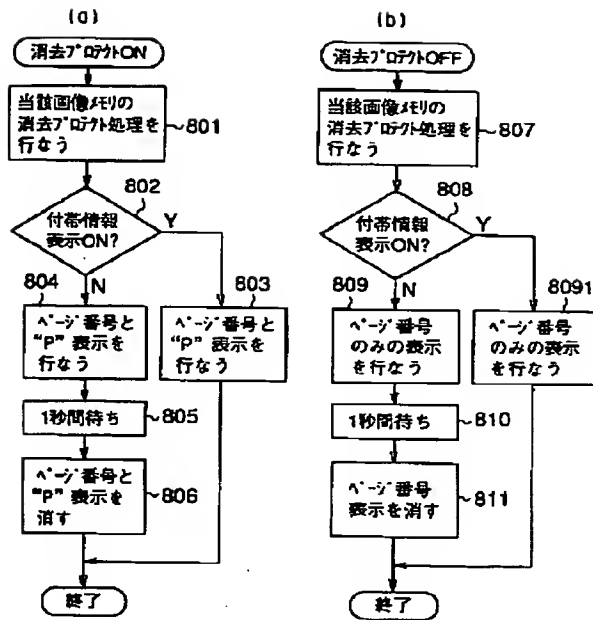 (a)
消去プロテクトON
当該画像メモリの
消去プロテクト処理を
行なう
801
802
付帯情報
表示ON?
Y
N
804
ページ番号と
“P” 表示を
行なう
803
ページ番号と
“P” 表示を
行なう
1秒間待ち
805
ページ番号と
“P” 表示を
消す
806
終了
(b)
消去プロテクトOFF
当該画像メモリの
消去プロテクト処理を
行なう
807
808
付帯情報
表示ON?
Y
N
809
ページ番号
のみの表示
を行なう
8091
ページ番号
のみの表示
を行なう
1秒間待ち
810
ページ番号
表示を消す
811
終了